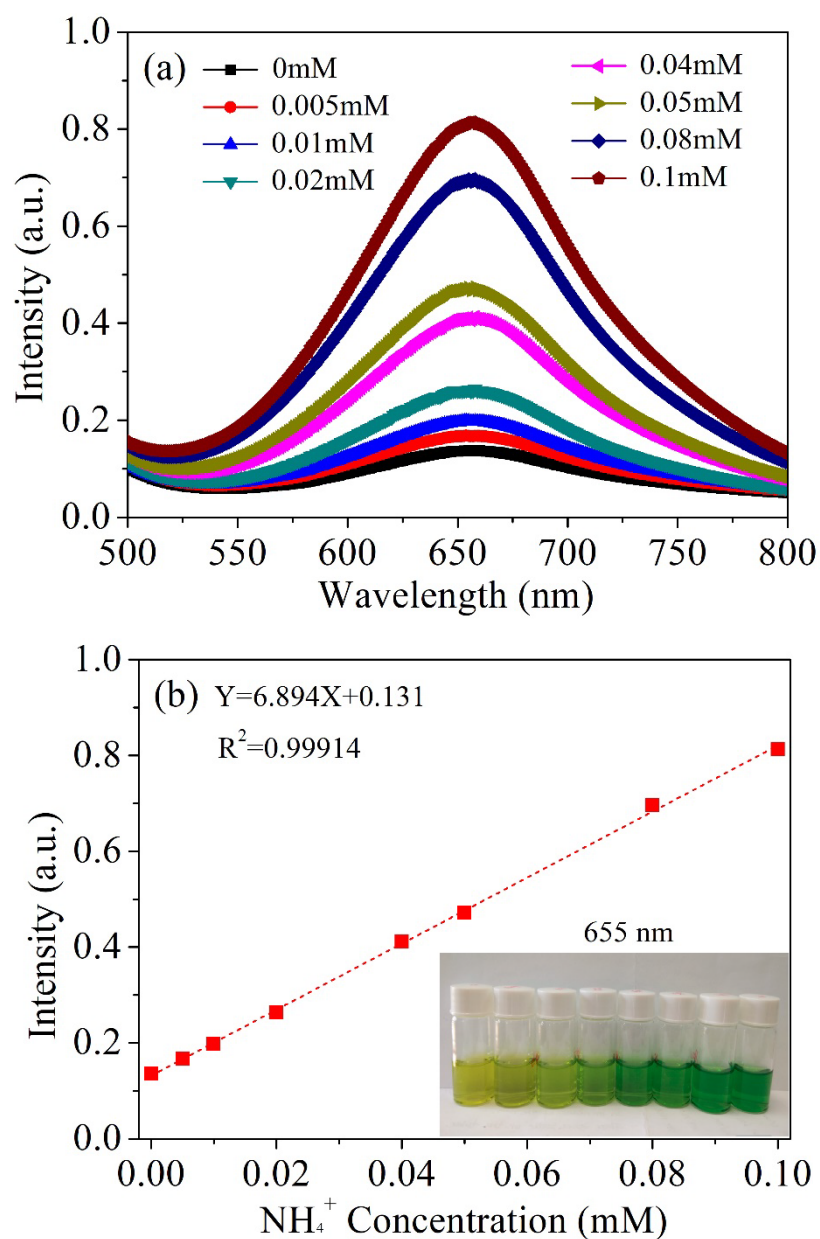 (a)
0mM
0.005mM
0.01mM
0.02mM
0.04mM
0.05mM
0.08mM
0.1mM
1.0
0.8
0.6
0.4
0.2
0.0
Intensity (a.u.)
500 550 600 650 700 750 800
Wavelength (nm)
(b) Y=6.894X+0.131
R²=0.99914
1.0
0.8
0.6
0.4
0.2
0.0
Intensity (a.u.)
655 nm
0.00 0.02 0.04 0.06 0.08 0.10
NH₄⁺ Concentration (mM)